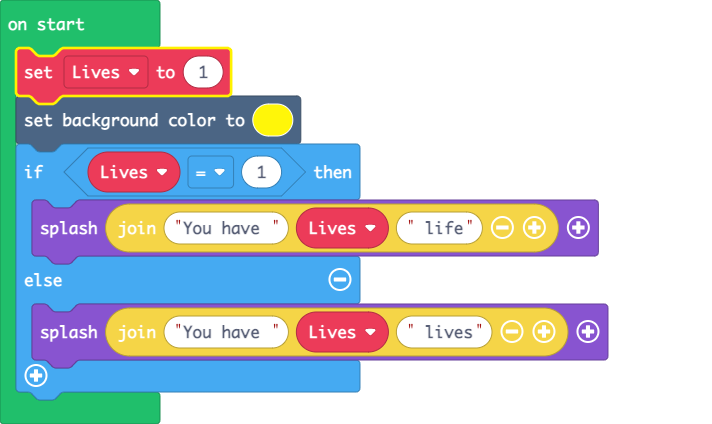 on start
set Lives to 1
set background color to
if Lives = 1 then
splash join "You have " Lives " life"
else
splash join "You have " Lives " lives"